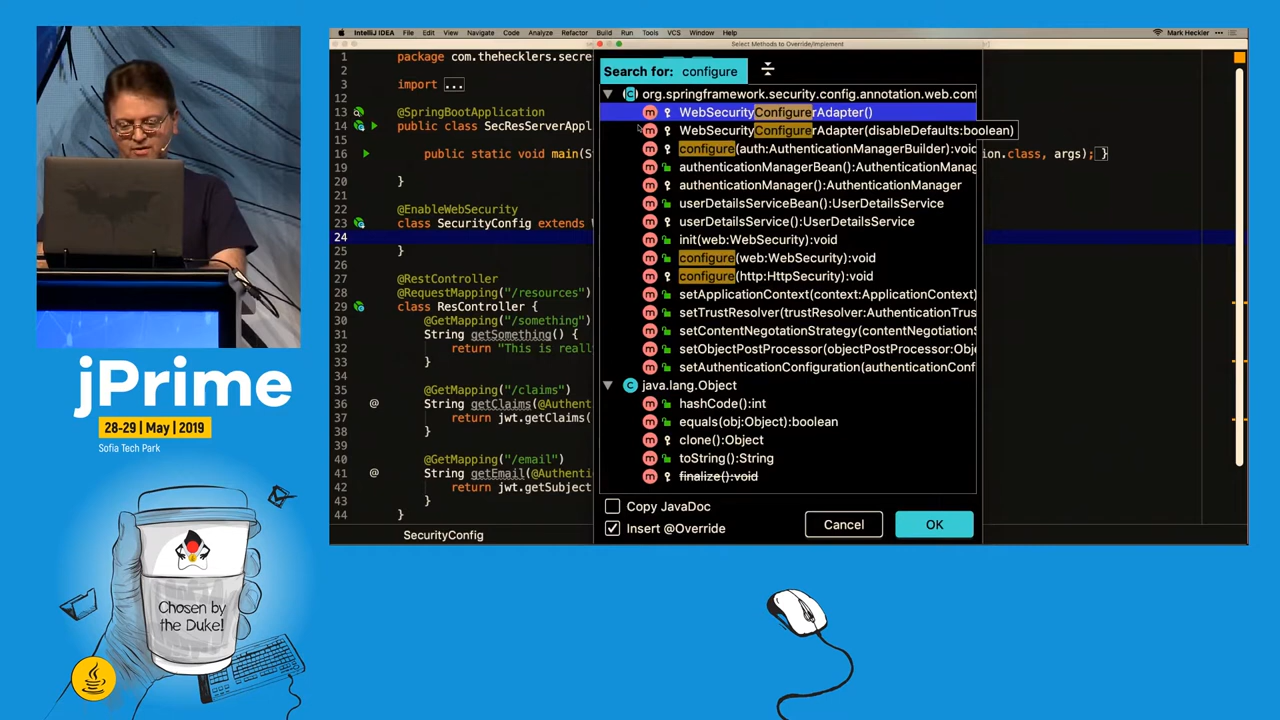 IntelliJ IDEA File Edit View Navigate Code Analyze Refactor Build Run Tools VCS Window Help Mark Heckler
Select Methods to Override/Implement
1 package com.thehecklers.secre
2
3 import ...
12
13 @SpringBootApplication
14 public class SecResServerAppl
15
16 public static void main(St ion.class, args); }
19
20 }
21
22 @EnableWebSecurity
23 class SecurityConfig extends W
24
25 }
26
27 @RestController
28 @RequestMapping("/resources")
29 class ResController {
30 @GetMapping("/something")
31 String getSomething() {
32 return "This is reall
33 }
34
35 @GetMapping("/claims")
36 @ String getClaims(@Authent
37 return jwt.getClaims(
38 }
39
40 @GetMapping("/email")
41 @ String getEmail(@Authenti
42 return jwt.getSubject
43 }
44 }
SecurityConfig
Search for: configure
org.springframework.security.config.annotation.web.conf
WebSecurityConfigurerAdapter()
WebSecurityConfigurerAdapter(disableDefaults:boolean)
configure(auth:AuthenticationManagerBuilder):void
authenticationManagerBean():AuthenticationManag
authenticationManager():AuthenticationManager
userDetailsServiceBean():UserDetailsService
userDetailsService():UserDetailsService
init(web:WebSecurity):void
configure(web:WebSecurity):void
configure(http:HttpSecurity):void
setApplicationContext(context:ApplicationContext)
setTrustResolver(trustResolver:AuthenticationTrus
setContentNegotationStrategy(contentNegotiationS
setObjectPostProcessor(objectPostProcessor:Obje
setAuthenticationConfiguration(authenticationConf
java.lang.Object
hashCode():int
equals(obj:Object):boolean
clone():Object
toString():String
finalize():void
Copy JavaDoc
Insert @Override
Cancel
OK
jPrime
28-29 | May | 2019
Sofia Tech Park
Chosen by
the Duke!